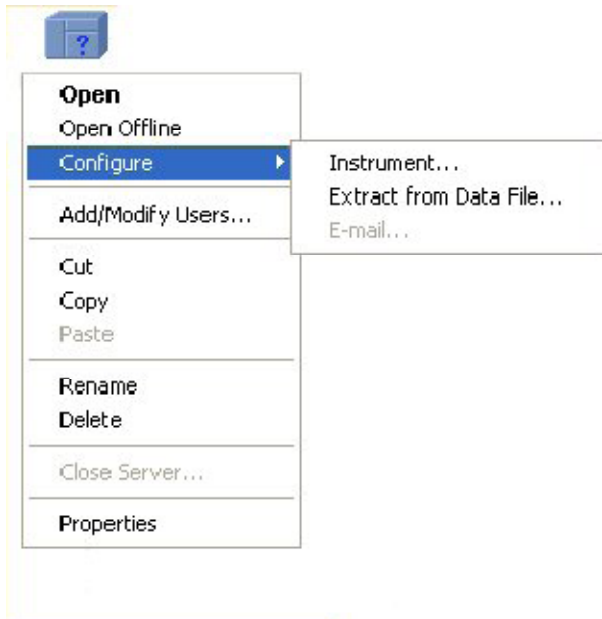 ?
Open
Open Offline
Configure
Instrument...
Extract from Data File...
E-mail...
Add/Modify Users...
Cut
Copy
Paste
Rename
Delete
Close Server...
Properties